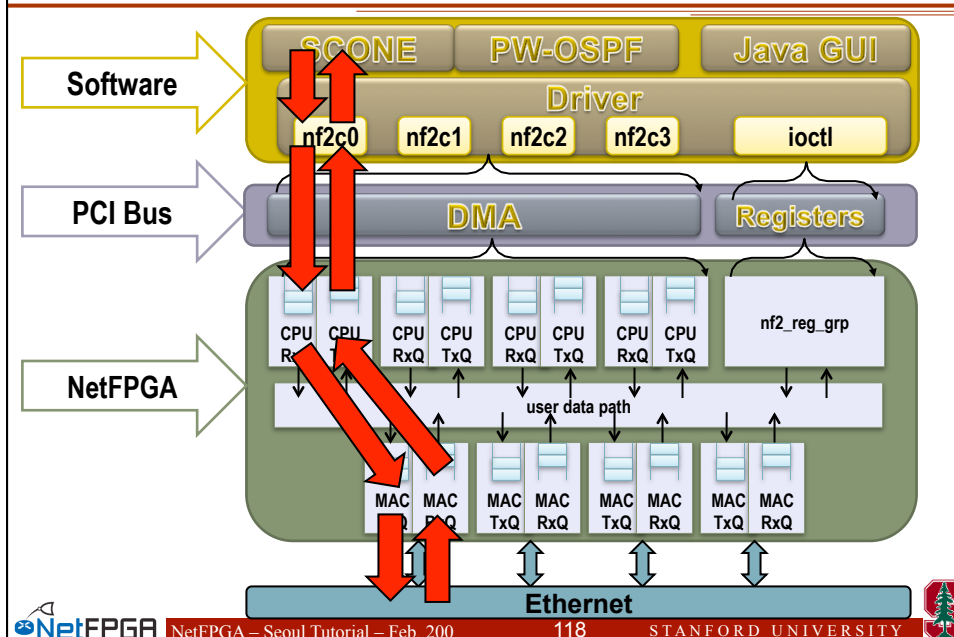 SCONE PW-OSPF Java GUI
Software
Driver
nf2c0 nf2c1 nf2c2 nf2c3 ioctl
PCI Bus
DMA Registers
CPU CPU CPU CPU CPU CPU CPU CPU
TxQ RxQ TxQ RxQ TxQ RxQ TxQ
nf2_reg_grp
NetFPGA
user data path
MAC MAC MAC MAC MAC MAC MAC MAC
TxQ RxQ TxQ RxQ TxQ RxQ
Ethernet
NetFPGA NetFPGA – Seoul Tutorial – Feb, 200 118 STANFORD UNIVERSITY